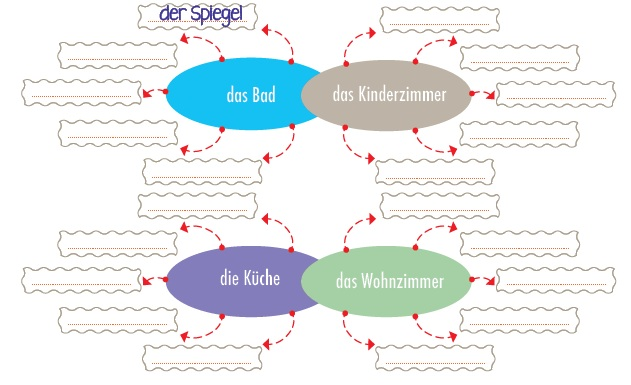 der Spiegel
das Bad
das Kinderzimmer
die Küche
das Wohnzimmer